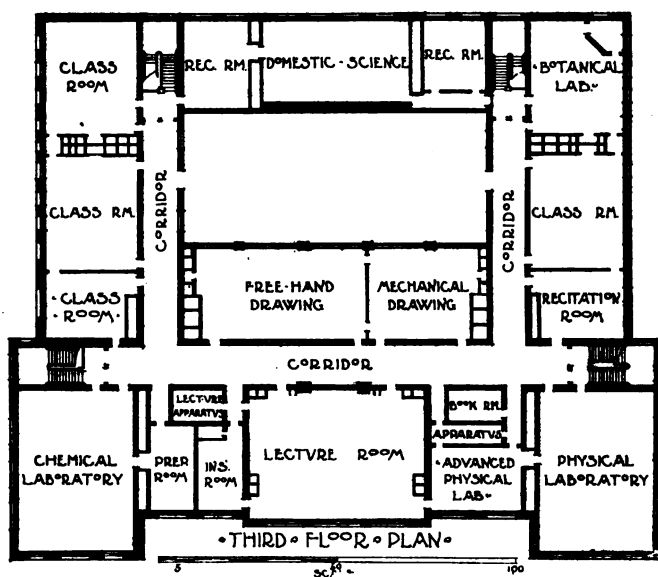 CLASS
ROOM
REC. RM.
DOMESTIC-SCIENCE
REC. RM.
BOTANICAL
LAB.
CLASS RM.
CORRIDOR
CORRIDOR
CLASS RM.
CLASS
ROOM
FREE-HAND
DRAWING
MECHANICAL
DRAWING
RECITATION
ROOM
CORRIDOR
LECTURE
APPARATUS
BOOK RM.
APPARATUS
CHEMICAL
LABORATORY
PREP
ROOM
INS.
ROOM
LECTURE ROOM
ADVANCED
PHYSICAL
LAB.
PHYSICAL
LABORATORY
THIRD FLOOR PLAN
5 100